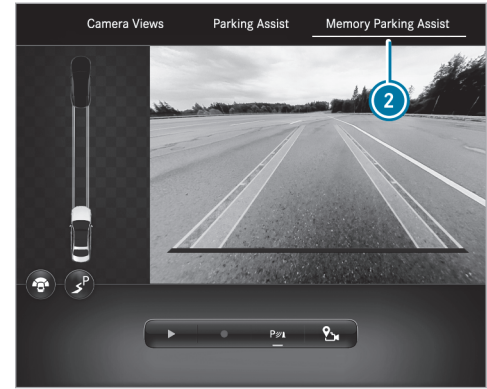 Camera Views
Parking Assist
Memory Parking Assist
2
P
P